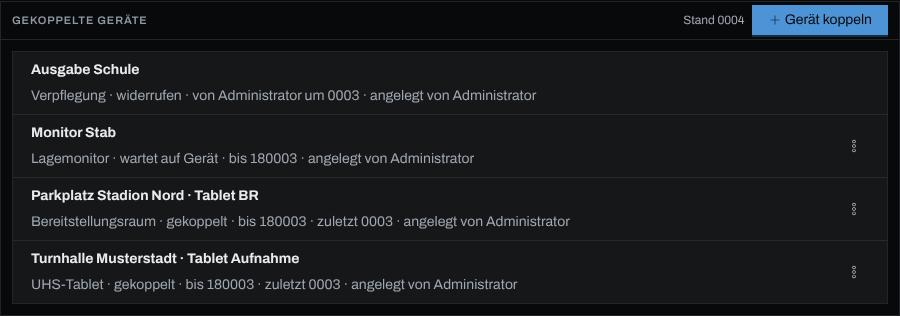 GEKOPPELTE GERÄTE
Stand 0004
+ Gerät koppeln
Ausgabe Schule
Verpflegung · widerrufen · von Administrator um 0003 · angelegt von Administrator
Monitor Stab
Lagemonitor · wartet auf Gerät · bis 180003 · angelegt von Administrator
Parkplatz Stadion Nord · Tablet BR
Bereitstellungsraum · gekoppelt · bis 180003 · zuletzt 0003 · angelegt von Administrator
Turnhalle Musterstadt · Tablet Aufnahme
UHS-Tablet · gekoppelt · bis 180003 · zuletzt 0003 · angelegt von Administrator